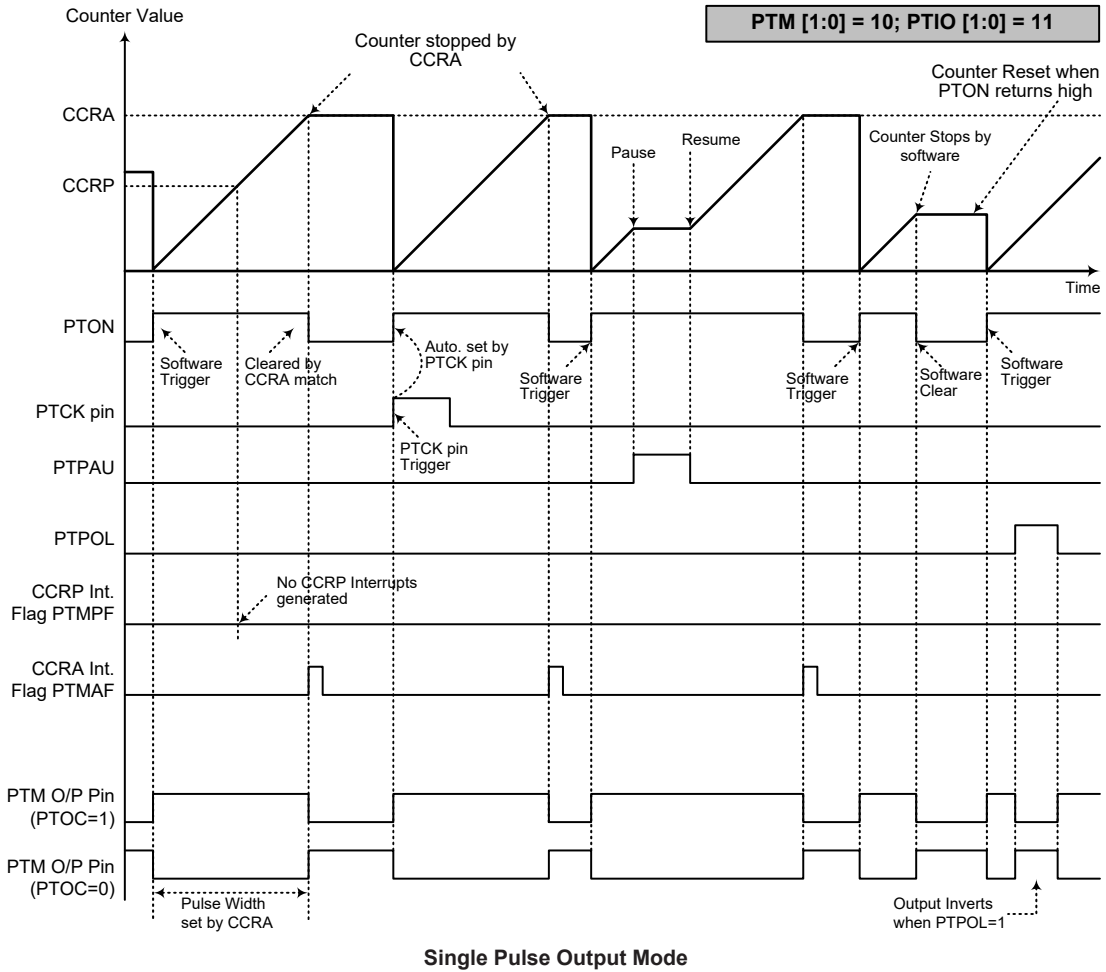 Counter Value
PTM [1:0] = 10; PTIO [1:0] = 11
Counter stopped by
CCRA
Counter Reset when
PTON returns high
CCRA
Pause
Resume
Counter Stops by
software
CCRP
Time
PTON
Software
Trigger
Cleared by
CCRA match
Auto. set by
PTCK pin
Software
Trigger
Software
Trigger
Software
Clear
Software
Trigger
PTCK pin
PTCK pin
Trigger
PTPAU
PTPOL
CCRP Int.
Flag PTMPF
No CCRP Interrupts
generated
CCRA Int.
Flag PTMAF
PTM O/P Pin
(PTOC=1)
PTM O/P Pin
(PTOC=0)
Pulse Width
set by CCRA
Output Inverts
when PTPOL=1
Single Pulse Output Mode